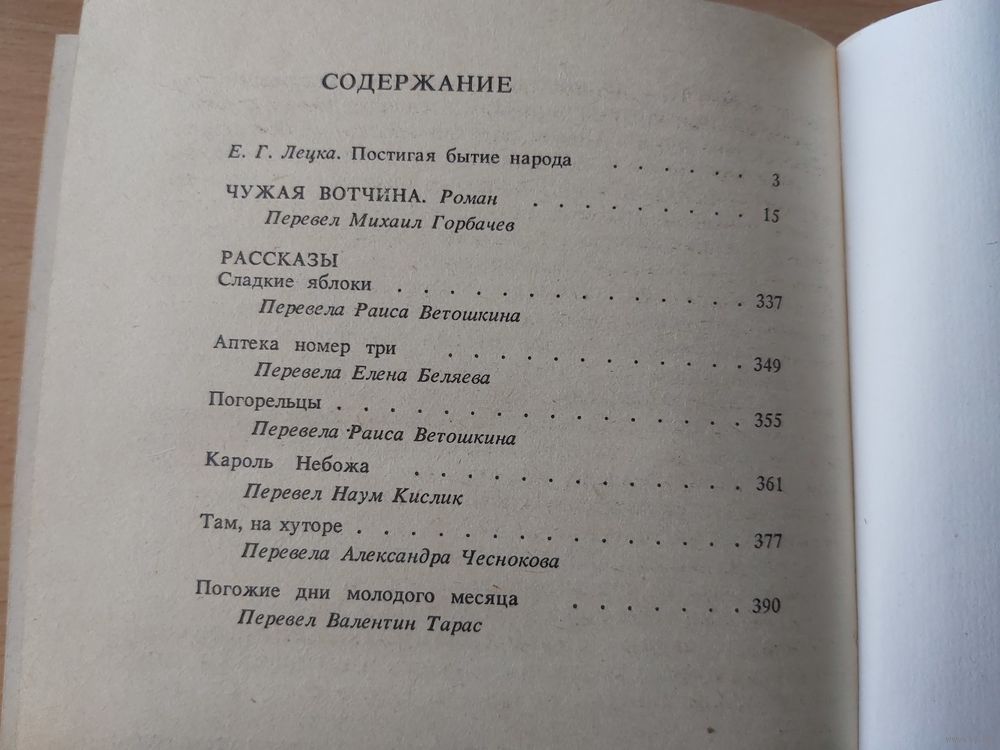 СОДЕРЖАНИЕ
Е. Г. Лецка. Постигая бытие народа . . . . . . 3
ЧУЖАЯ ВОТЧИНА. Роман . . . . . . . . . 15
Перевел Михаил Горбачев
РАССКАЗЫ
Сладкие яблоки . . . . . . . . . . . . . . 337
Перевела Раиса Ветошкина
Аптека номер три . . . . . . . . . . . . 349
Перевела Елена Беляева
Погорельцы . . . . . . . . . . . . . . . . 355
Перевела Раиса Ветошкина
Кароль Небожа . . . . . . . . . . . . . 361
Перевел Наум Кислик
Там, на хуторе . . . . . . . . . . . . . . . 377
Перевела Александра Чеснокова
Погожие дни молодого месяца . . . . . . . 390
Перевел Валентин Тарас